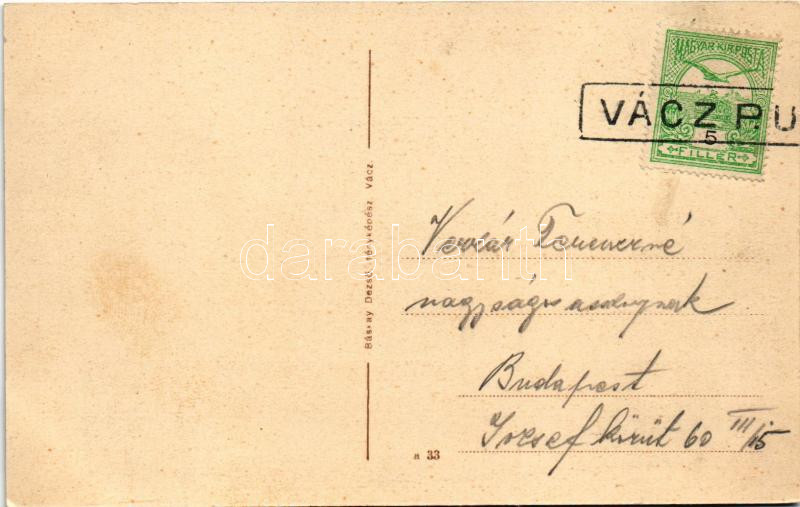 MAGYAR KIR. POSTA
VÁCZ P.U
5
FILLÉR
Báskay Dezső fényképész Vácz.
darabanth
nagyságos asszonynak
Budapest
József körút 60 III/15
a 33